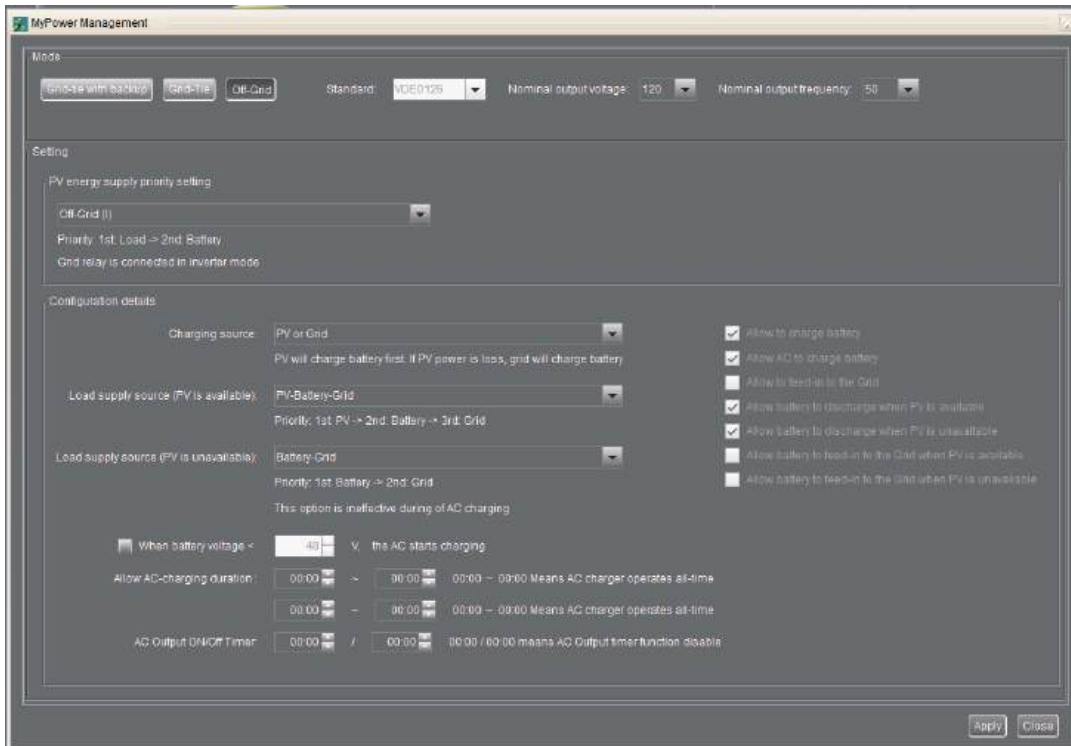 MyPower Management
Mode
Grid-tie with backup Grid-Tie Off-Grid Standard: VDE0126 Nominal output voltage: 120 Nominal output frequency: 50
Setting
PV energy supply priority setting
Off-Grid (I)
Priority: 1st: Load -> 2nd: Battery
Grid relay is connected in inverter mode
Configuration details
Charging source: PV or Grid Allow to charge battery
PV will charge battery first. If PV power is loss, grid will charge battery Allow AC to charge battery
Allow to feed-in to the Grid
Load supply source (PV is available): PV-Battery-Grid Allow battery to discharge when PV is available
Priority: 1st: PV -> 2nd: Battery -> 3rd: Grid
Allow battery to discharge when PV is unavailable
Load supply source (PV is unavailable): Battery-Grid Allow battery to feed-in to the Grid when PV is available
Priority: 1st: Battery -> 2nd: Grid Allow battery to feed-in to the Grid when PV is unavailable
This option is ineffective during of AC charging
When battery voltage < 48 V, the AC starts charging
Allow AC-charging duration: 00:00 ~ 00:00 00:00 ~ 00:00 Means AC charger operates all-time
00:00 ~ 00:00 00:00 ~ 00:00 Means AC charger operates all-time
AC Output ON/Off Timer: 00:00 / 00:00 00:00 / 00:00 means AC Output timer function disable
Apply Close